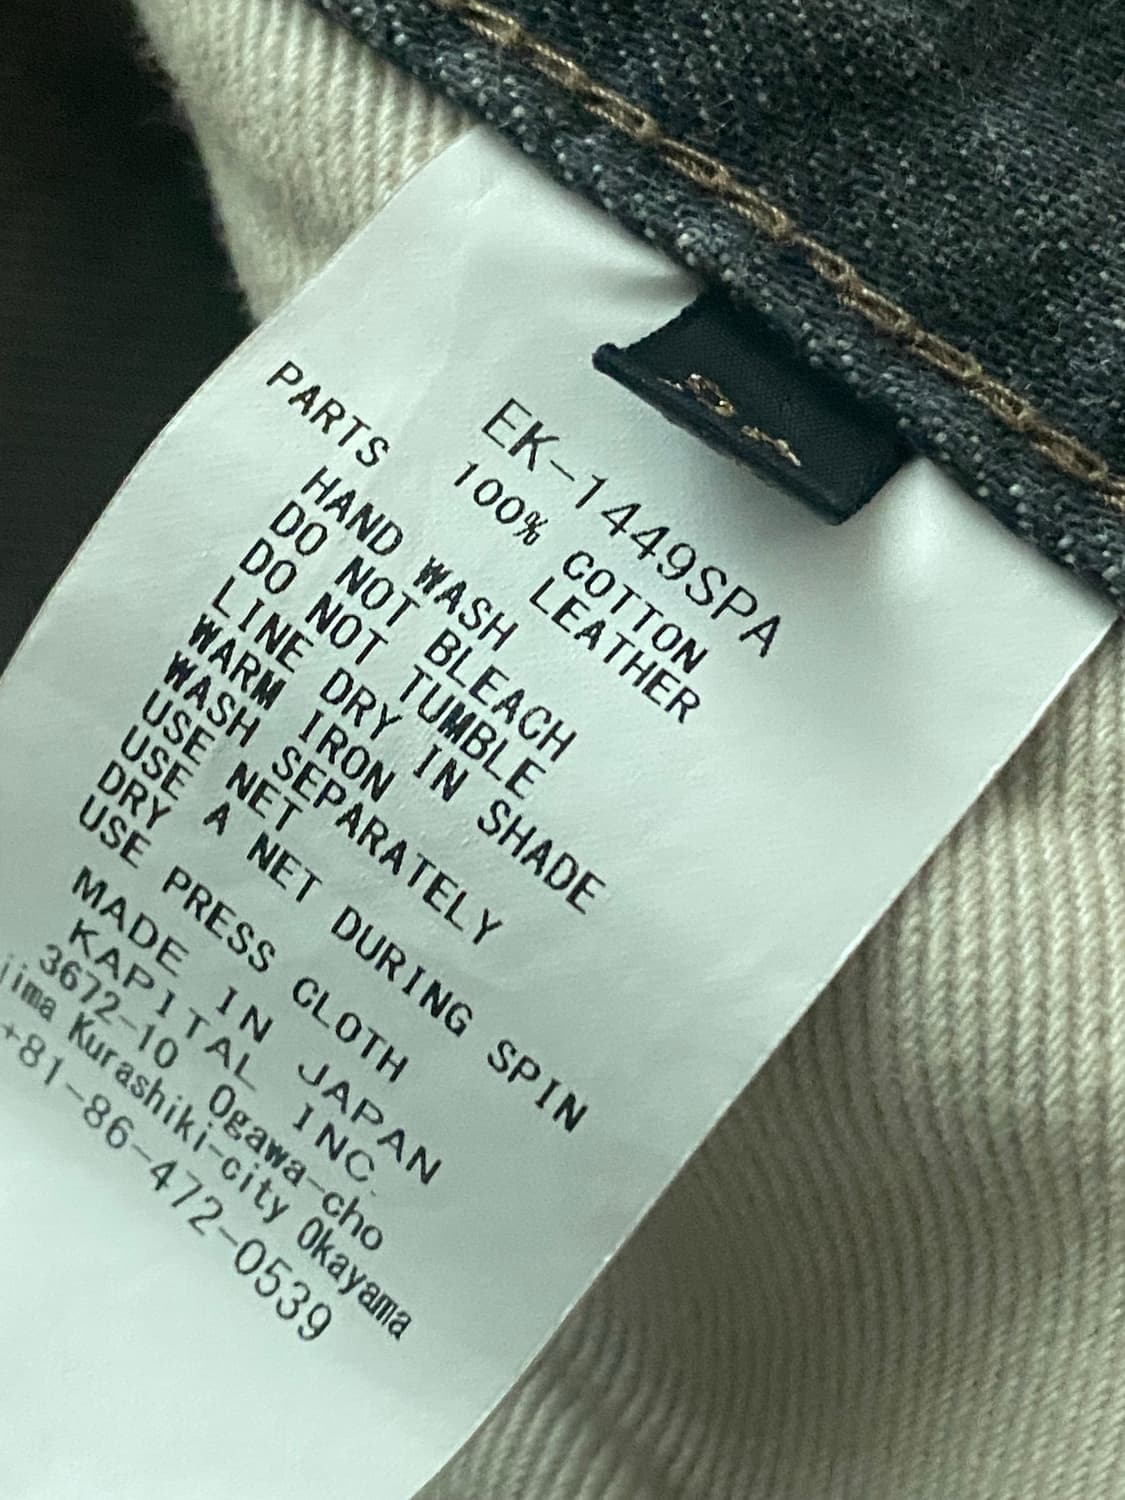 EK-1449SPA
100% COTTON
PARTS LEATHER
HAND WASH
DO NOT BLEACH
DO NOT TUMBLE
LINE DRY IN SHADE
WARM IRON
WASH SEPARATELY
USE NET
USE A NET DURING SPIN
DRY
USE PRESS CLOTH
MADE IN JAPAN
KAPITAL INC.
3672-10 Ogawa-cho
jima Kurashiki-city Okayama
+81-86-472-0539